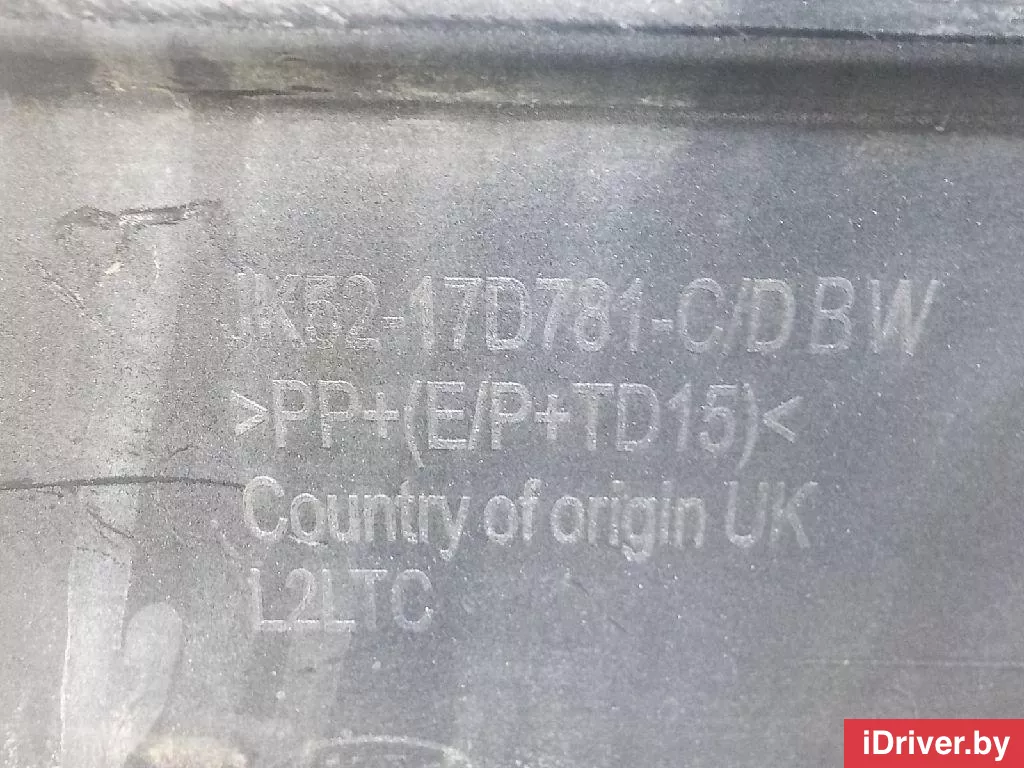 JK52-17D781-C/D BW
>PP+(E/P+TD15)<
Country of origin UK
L2LTC
iDriver.by